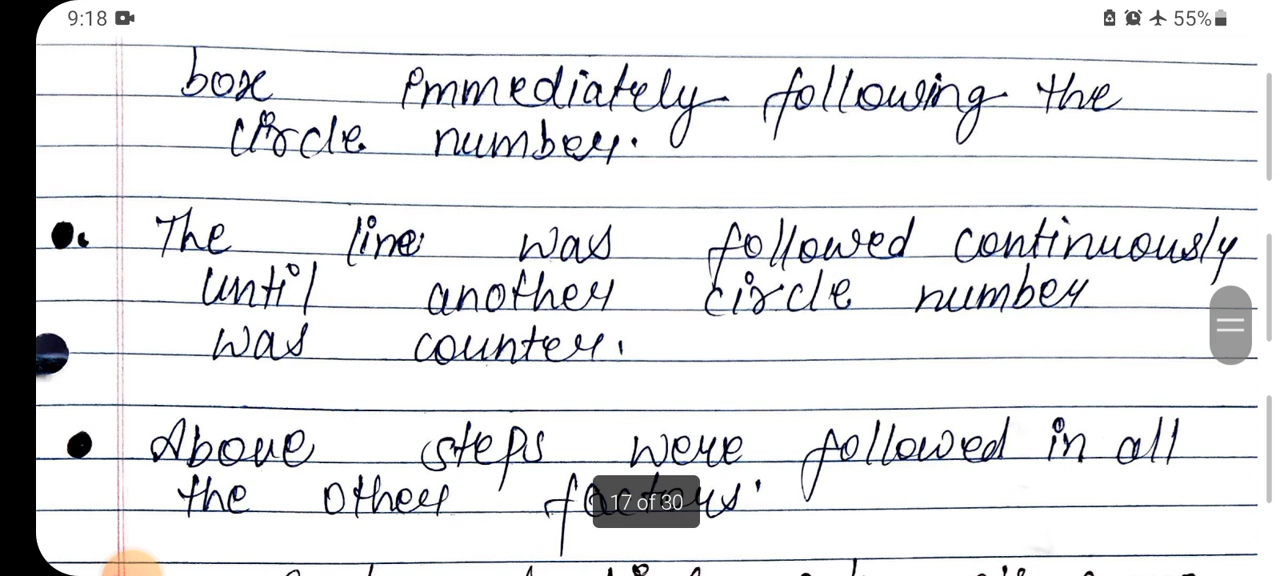 9:18
55%
box immediately following the
circle number.
The line was followed continuously
until another circle number
was counter.
Above steps were followed in all
the other factors.
17 of 30